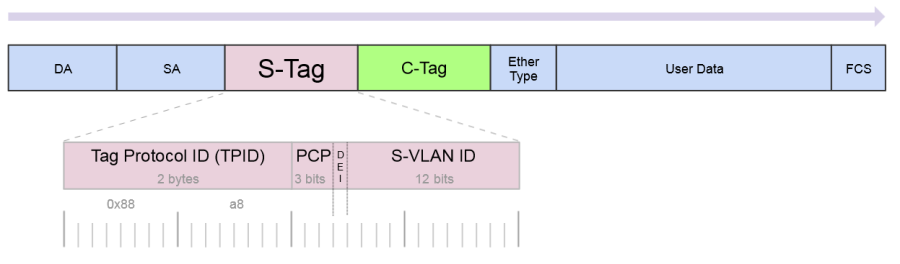 DA
SA
S-Tag
C-Tag
Ether
Type
User Data
FCS
Tag Protocol ID (TPID)
2 bytes
PCP
3 bits
D
E
I
S-VLAN ID
12 bits
0x88
a8